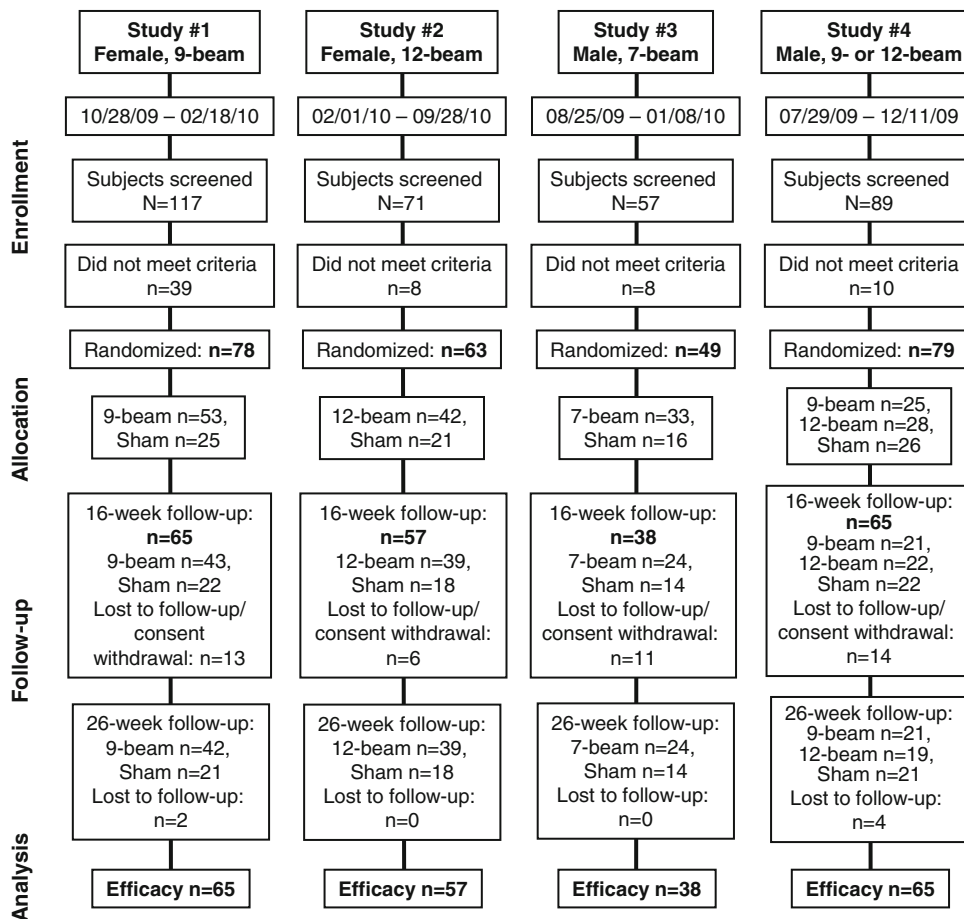 Study #1
Female, 9-beam
10/28/09 – 02/18/10
Subjects screened
N=117
Did not meet criteria
n=39
Randomized: n=78
9-beam n=53,
Sham n=25
16-week follow-up:
n=65
9-beam n=43,
Sham n=22
Lost to follow-up/
consent
withdrawal: n=13
26-week follow-up:
9-beam n=42,
Sham n=21
Lost to follow-up:
n=2
Efficacy n=65
Study #2
Female, 12-beam
02/01/10 – 09/28/10
Subjects screened
N=71
Did not meet criteria
n=8
Randomized: n=63
12-beam n=42,
Sham n=21
16-week follow-up:
n=57
12-beam n=39,
Sham n=18
Lost to follow-up/
consent withdrawal:
n=6
26-week follow-up:
12-beam n=39,
Sham n=18
Lost to follow-up:
n=0
Efficacy n=57
Study #3
Male, 7-beam
08/25/09 – 01/08/10
Subjects screened
N=57
Did not meet criteria
n=8
Randomized: n=49
7-beam n=33,
Sham n=16
16-week follow-up:
n=38
7-beam n=24,
Sham n=14
Lost to follow-up/
consent withdrawal:
n=11
26-week follow-up:
7-beam n=24,
Sham n=14
Lost to follow-up:
n=0
Efficacy n=38
Study #4
Male, 9- or 12-beam
07/29/09 – 12/11/09
Subjects screened
N=89
Did not meet criteria
n=10
Randomized: n=79
9-beam n=25,
12-beam n=28,
Sham n=26
16-week follow-up:
n=65
9-beam n=21,
12-beam n=22,
Sham n=22
Lost to follow-up/
consent withdrawal:
n=14
26-week follow-up:
9-beam n=21,
12-beam n=19,
Sham n=21
Lost to follow-up:
n=4
Efficacy n=65
Enrollment
Allocation
Follow-up
Analysis